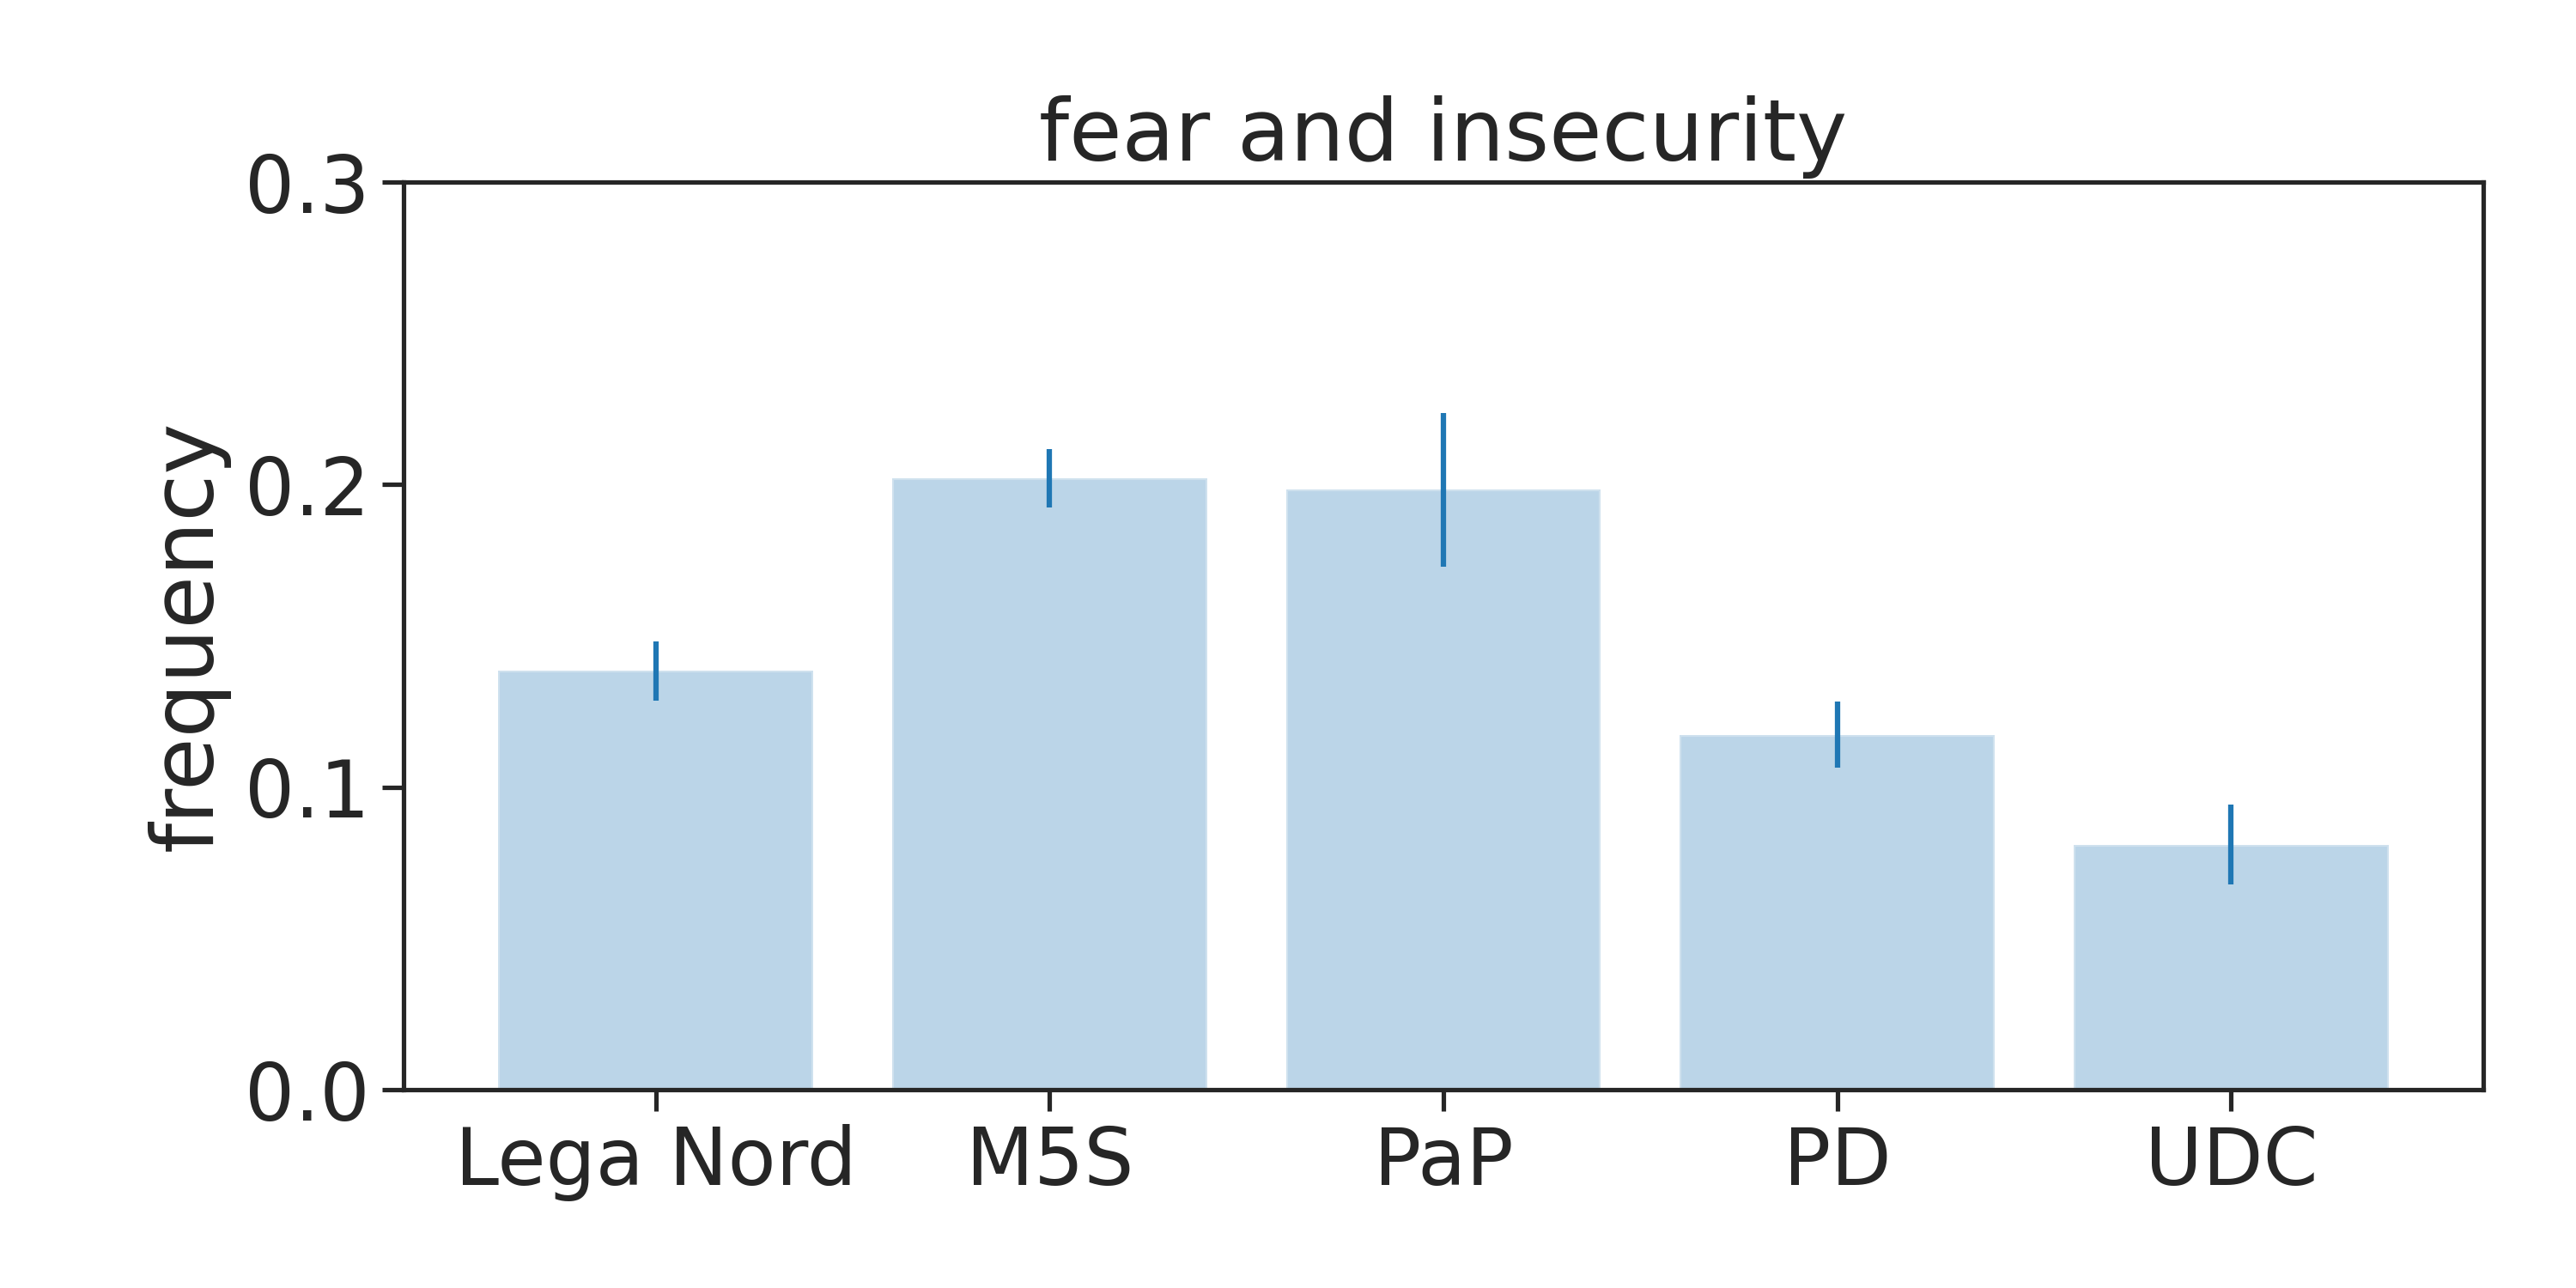 fear and insecurity
frequency
0.3
0.2
0.1
0.0
Lega Nord M5S PaP PD UDC